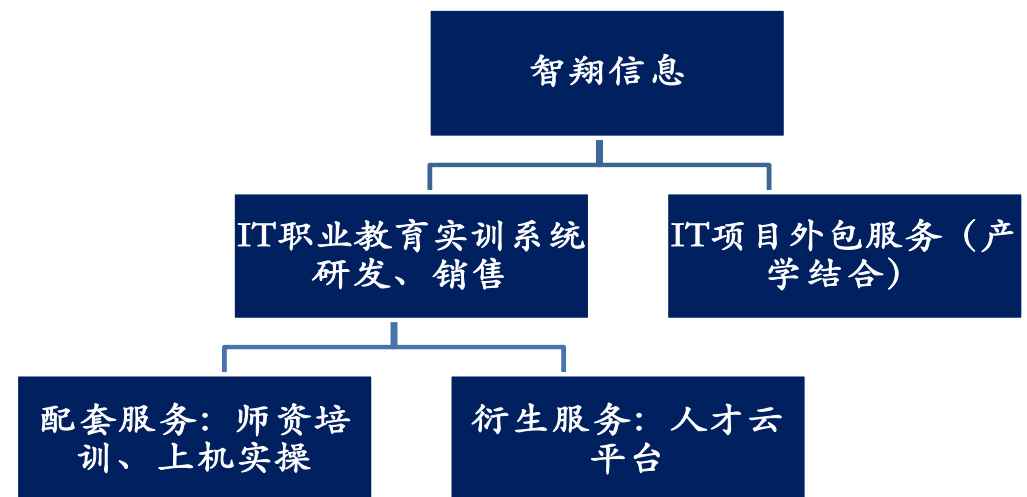 智翔信息
IT职业教育实训系统
研发、销售
IT项目外包服务（产
学结合）
配套服务：师资培
训、上机实操
衍生服务：人才云
平台